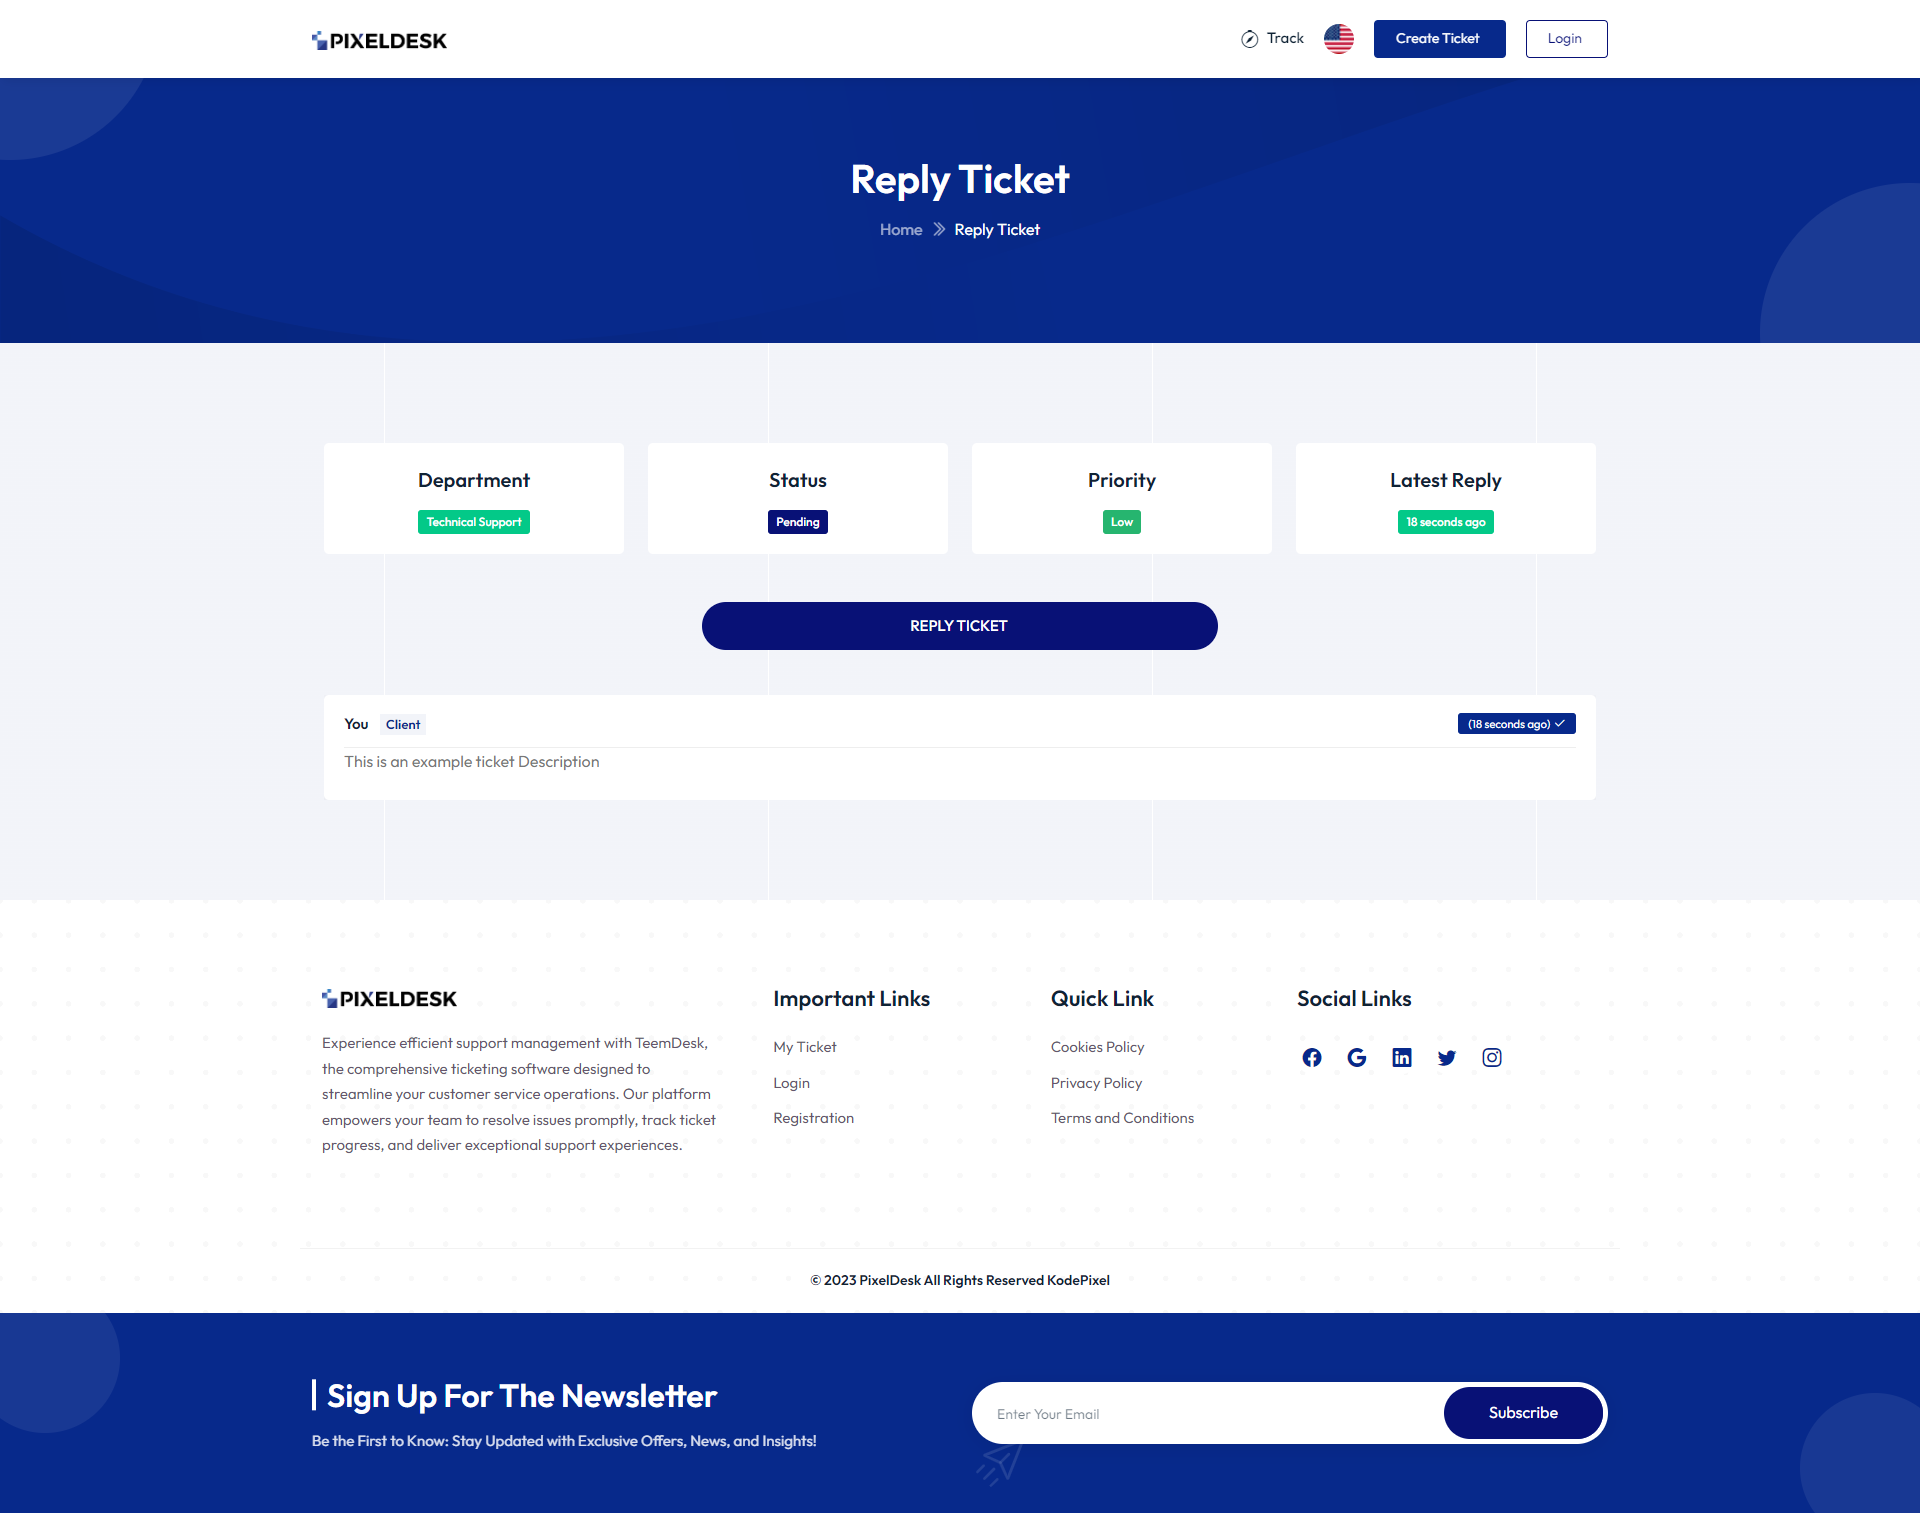 PIXELDESK
Track
Create Ticket
Login
Reply Ticket
Home
Reply Ticket
Department
Technical Support
Status
Pending
Priority
Low
Latest Reply
18 seconds ago
REPLY TICKET
You
Client
(18 seconds ago)
This is an example ticket Description
PIXELDESK
Experience efficient support management with TeemDesk,
the comprehensive ticketing software designed to
streamline your customer service operations. Our platform
empowers your team to resolve issues promptly, track ticket
progress, and deliver exceptional support experiences.
Important Links
My Ticket
Login
Registration
Quick Link
Cookies Policy
Privacy Policy
Terms and Conditions
Social Links
© 2023 PixelDesk All Rights Reserved KodePixel
Sign Up For The Newsletter
Be the First to Know: Stay Updated with Exclusive Offers, News, and Insights!
Enter Your Email
Subscribe